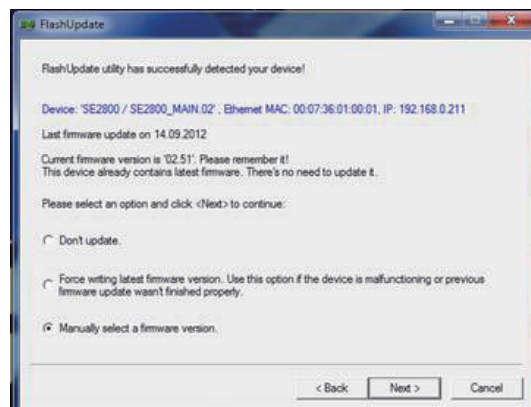 FlashUpdate
FlashUpdate utility has successfully detected your device!
Device: 'SE2800 / SE2800_MAIN.02' , Ethernet MAC: 00:07:36:01:00:01, IP: 192.168.0.211
Last firmware update on 14.09.2012
Current firmware version is '02.51'. Please remember it!
This device already contains latest firmware. There's no need to update it.
Please select an option and click <Next> to continue:
Don't update.
Force writing latest firmware version. Use this option if the device is malfunctioning or previous
firmware update wasn't finished properly.
Manually select a firmware version.
< Back Next > Cancel